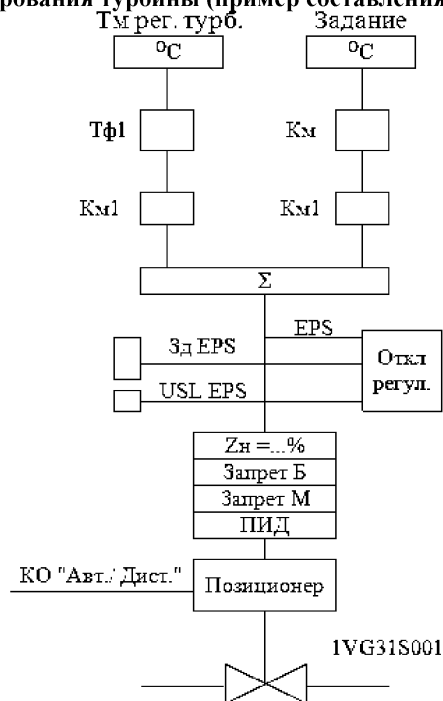 рования турбины (пример составления
Тм рег. турб. Задание
°С °С
Тф1 Км
Км1 Км1
Σ
EPS
Зд EPS
Откл
регул.
USL EPS
Zн =...%
Запрет Б
Запрет М
ПИД
КО "Авт./ Дист."
Позиционер
1VG31S001